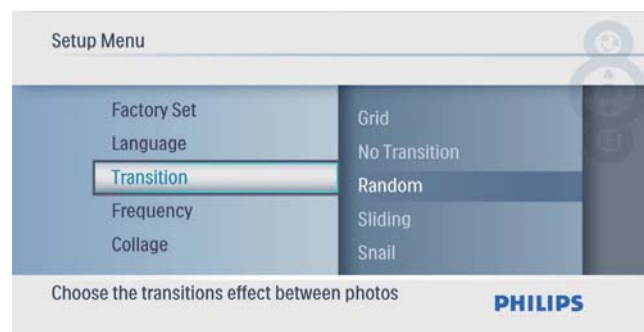 Setup Menu
Factory Set
Language
Transition
Frequency
Collage
Grid
No Transition
Random
Sliding
Snail
Choose the transitions effect between photos
PHILIPS